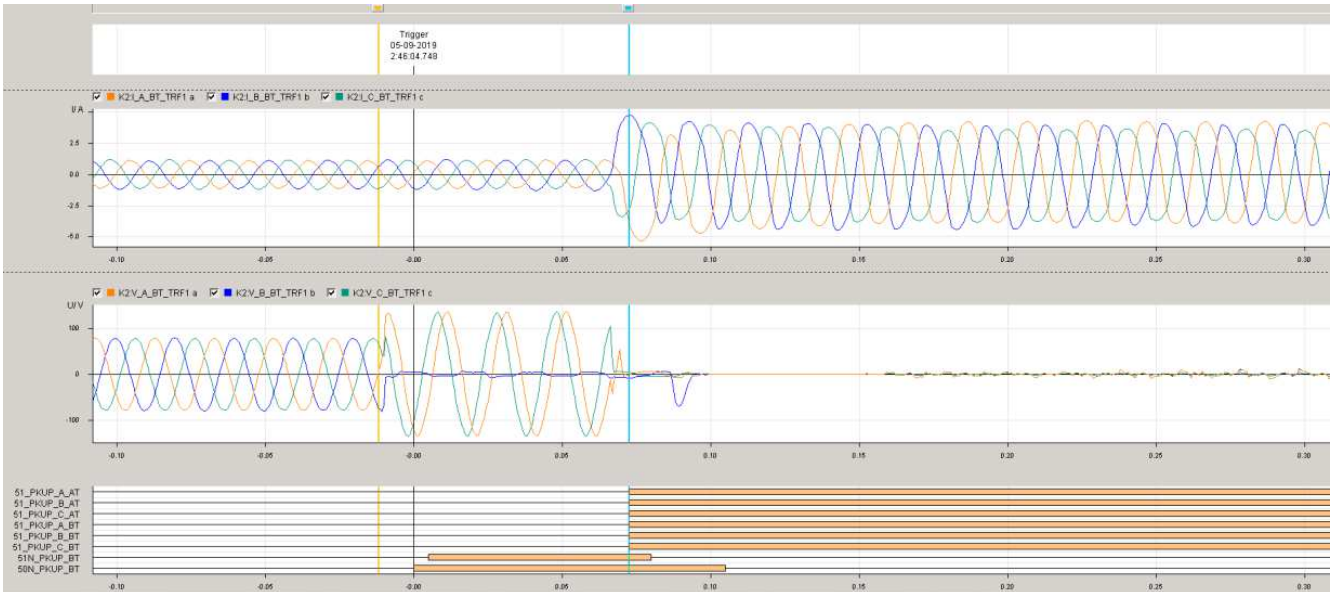 Trigger
05-09-2019
2:46:04.748
K2:I_A_BT_TRF1 a K2:I_B_BT_TRF1 b K2:I_C_BT_TRF1 c
I/A
2.5
0.0
-2.5
-5.0
-0.10 -0.05 -0.00 0.05 0.10 0.15 0.20 0.25 0.30
K2:V_A_BT_TRF1 a K2:V_B_BT_TRF1 b K2:V_C_BT_TRF1 c
U/V
100
0
-100
-0.10 -0.05 -0.00 0.05 0.10 0.15 0.20 0.25 0.30
51_PKUP_A_AT
51_PKUP_B_AT
51_PKUP_C_AT
51_PKUP_A_BT
51_PKUP_B_BT
51_PKUP_C_BT
51N_PKUP_BT
50N_PKUP_BT
-0.10 -0.05 -0.00 0.05 0.10 0.15 0.20 0.25 0.30